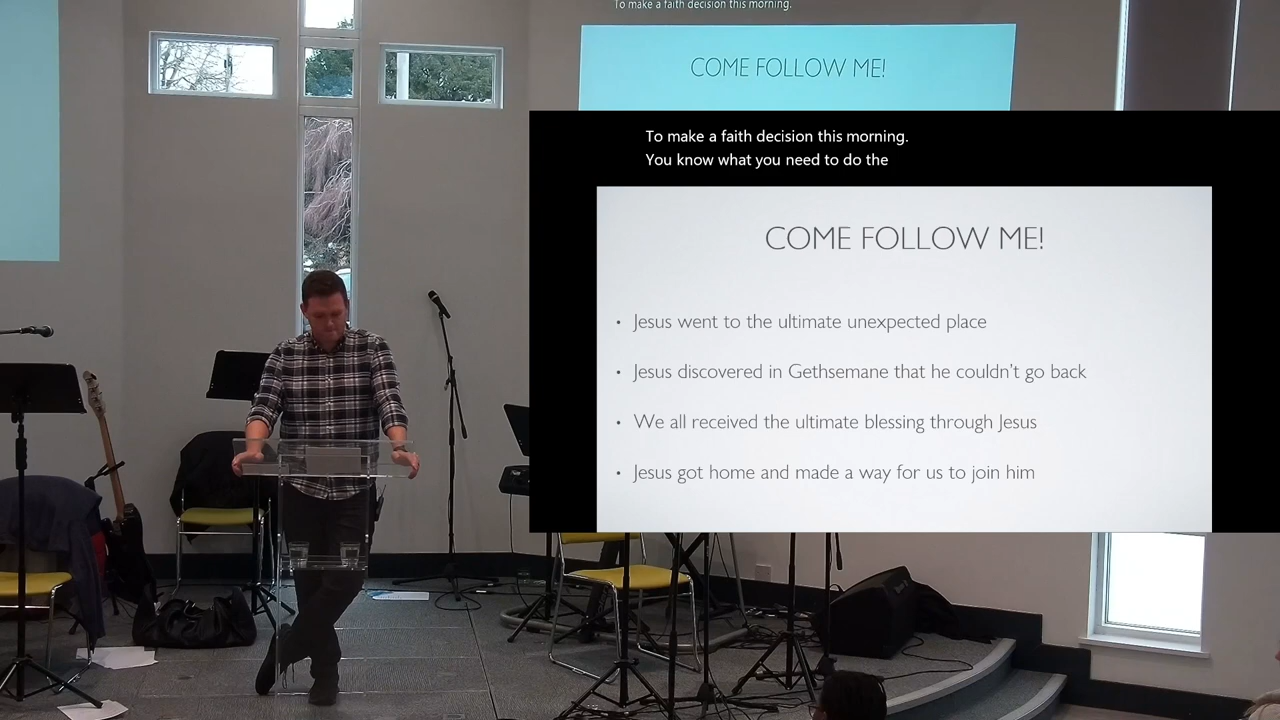 To make a faith decision this morning.
COME FOLLOW ME!
To make a faith decision this morning.
You know what you need to do the
COME FOLLOW ME!
• Jesus went to the ultimate unexpected place
• Jesus discovered in Gethsemane that he couldn't go back
• We all received the ultimate blessing through Jesus
• Jesus got home and made a way for us to join him